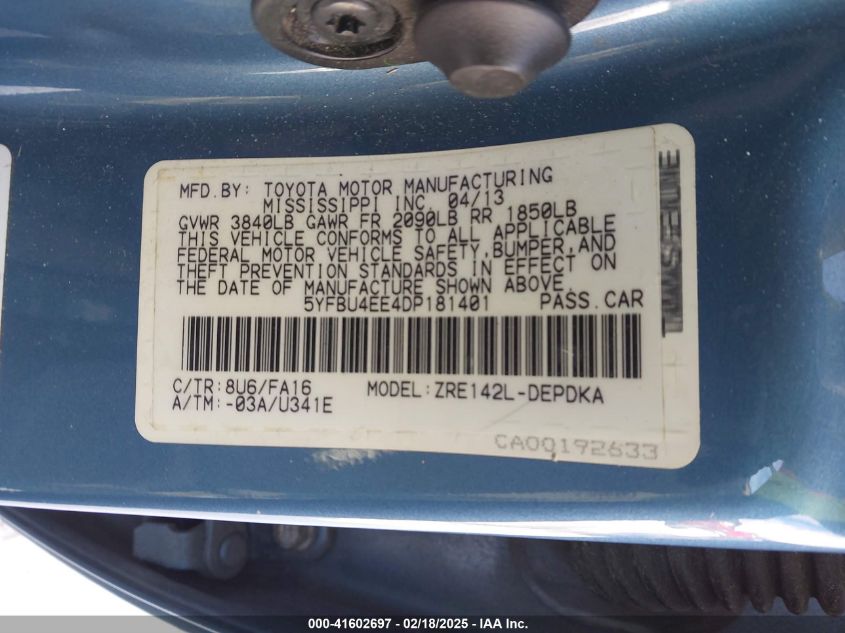 MFD.BY: TOYOTA MOTOR MANUFACTURING
MISSISSIPPI INC. 04/13
GVWR 3840LB GAWR FR 2090LB RR 1850LB
THIS VEHICLE CONFORMS TO ALL APPLICABLE
FEDERAL MOTOR VEHICLE SAFETY,BUMPER,AND
THEFT PREVENTION STANDARDS IN EFFECT ON
THE DATE OF MANUFACTURE SHOWN ABOVE.
5YFBU4EE4DP181401 PASS.CAR
C/TR:8U6/FA16 MODEL:ZRE142L-DEPDKA
A/TM:-03A/U341E
CA00192633
000-41602697 - 02/18/2025 - IAA Inc.